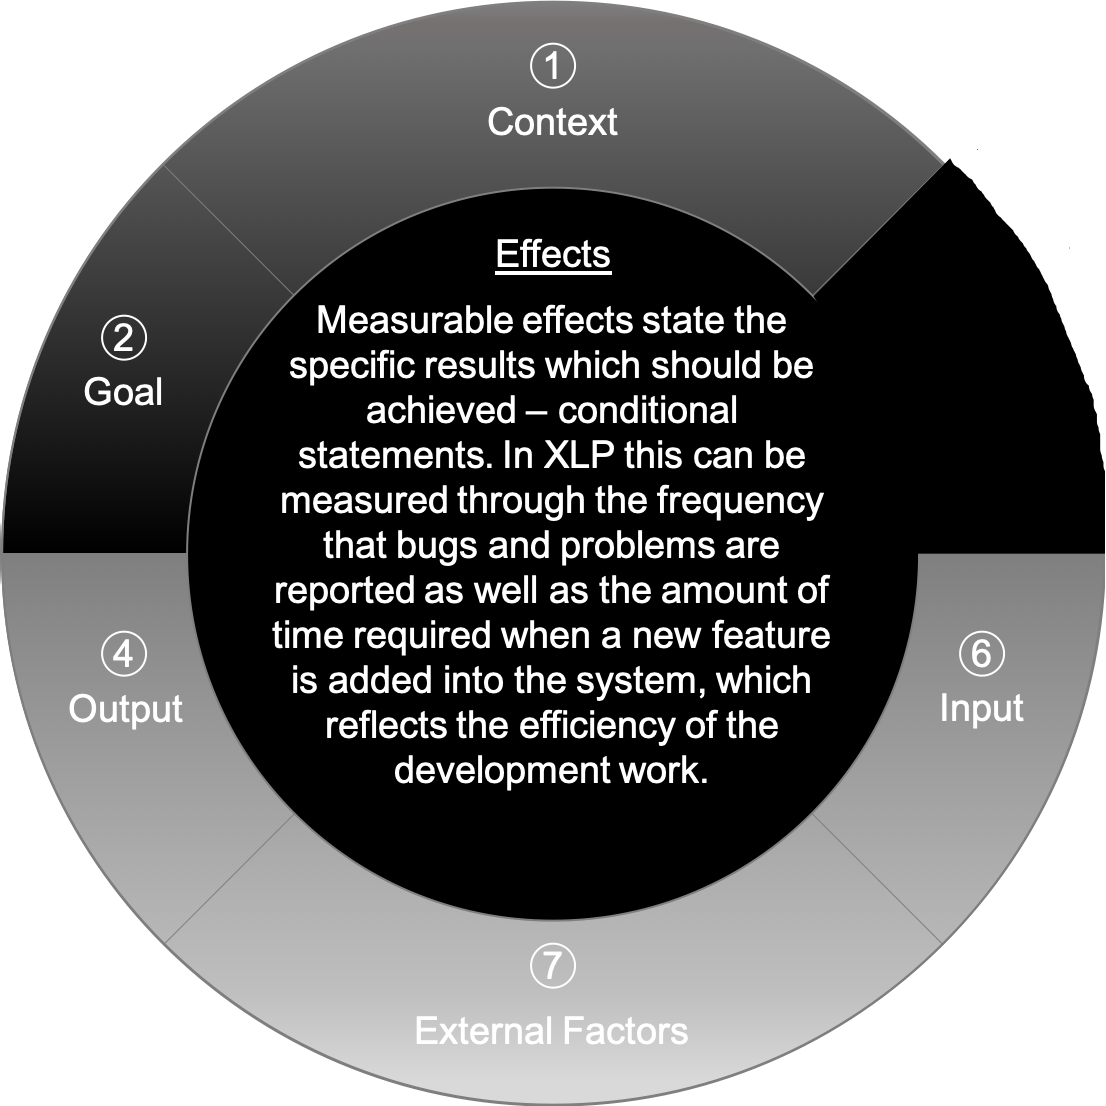 ①
Context
Effects
Measurable effects state the
specific results which should be
achieved – conditional
statements. In XLP this can be
measured through the frequency
that bugs and problems are
reported as well as the amount of
time required when a new feature
is added into the system, which
reflects the efficiency of the
development work.
②
Goal
④
Output
⑥
Input
⑦
External Factors